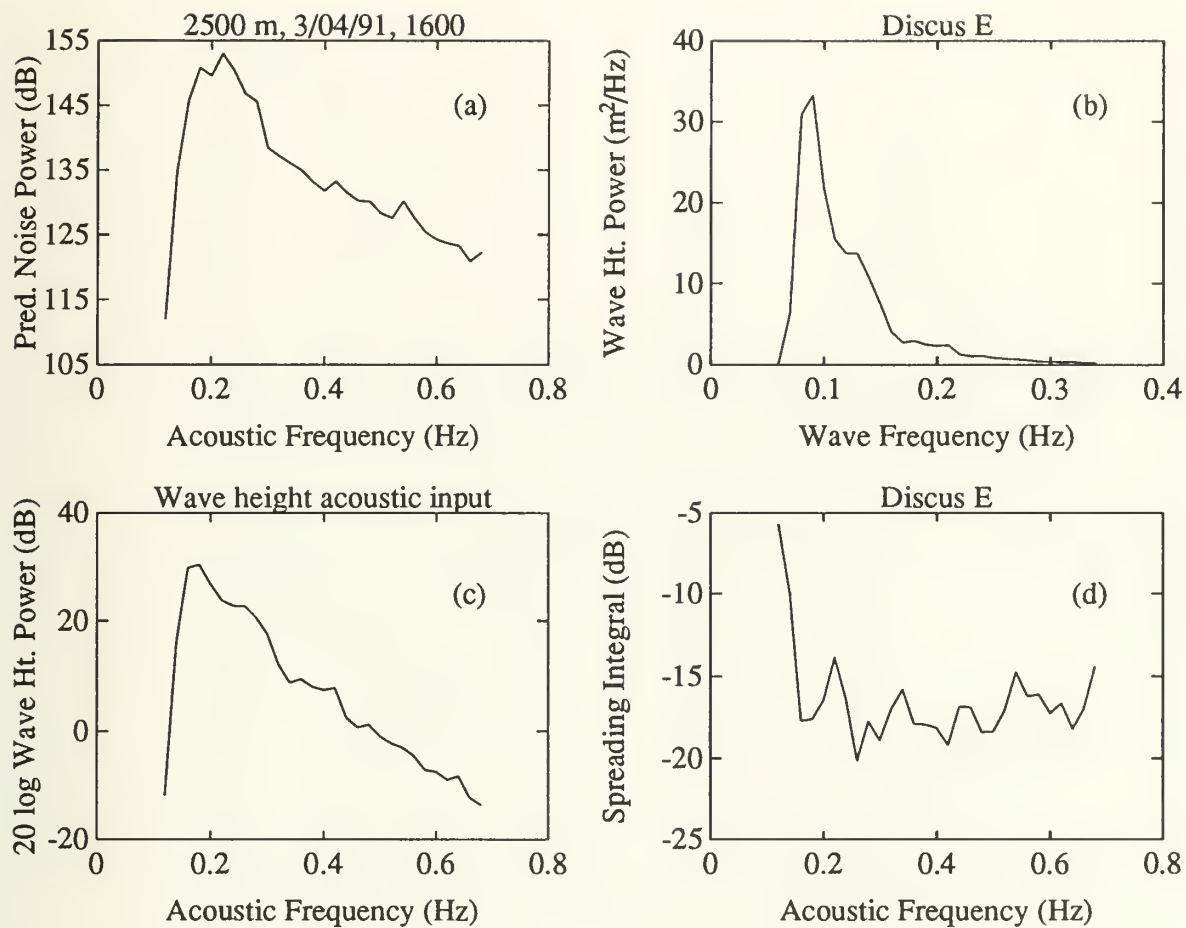 2500 m, 3/04/91, 1600
Pred. Noise Power (dB)
155
145
135
125
115
105
(a)
0
0.2
0.4
0.6
0.8
Acoustic Frequency (Hz)
Discus E
Wave Ht. Power (m²/Hz)
40
30
20
10
0
(b)
0
0.1
0.2
0.3
0.4
Wave Frequency (Hz)
Wave height acoustic input
20 log Wave Ht. Power (dB)
40
20
0
-20
(c)
0
0.2
0.4
0.6
0.8
Acoustic Frequency (Hz)
Discus E
Spreading Integral (dB)
-5
-10
-15
-20
-25
(d)
0
0.2
0.4
0.6
0.8
Acoustic Frequency (Hz)